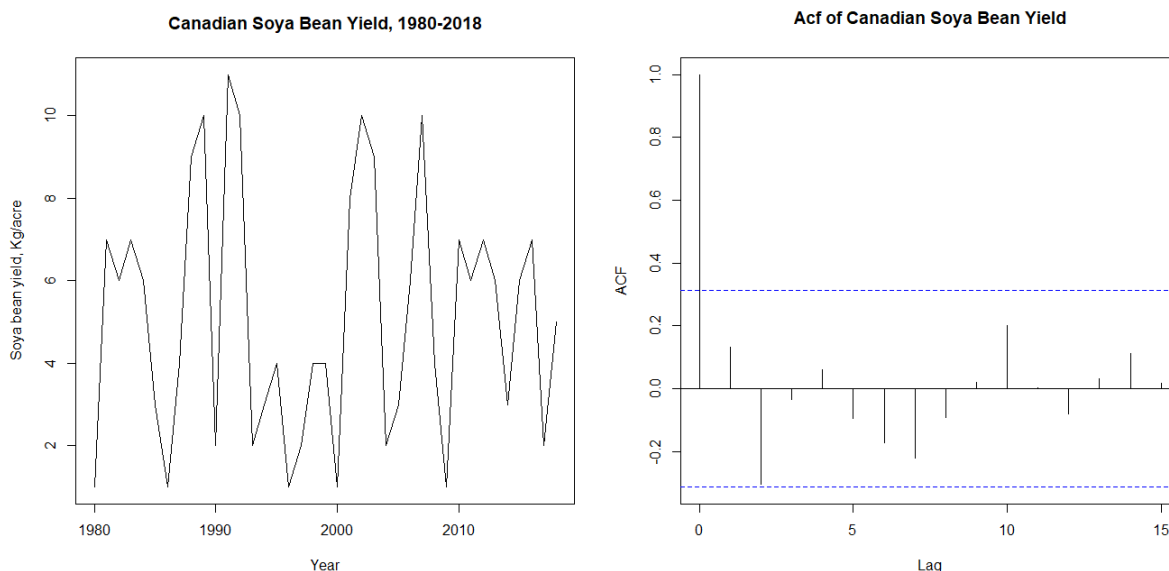 Canadian Soya Bean Yield, 1980-2018
Soya bean yield, Kg/acre
10
8
6
4
2
1980 1990 2000 2010
Year
Acf of Canadian Soya Bean Yield
ACF
1.0
0.8
0.6
0.4
0.2
0.0
-0.2
0 5 10 15
Lag